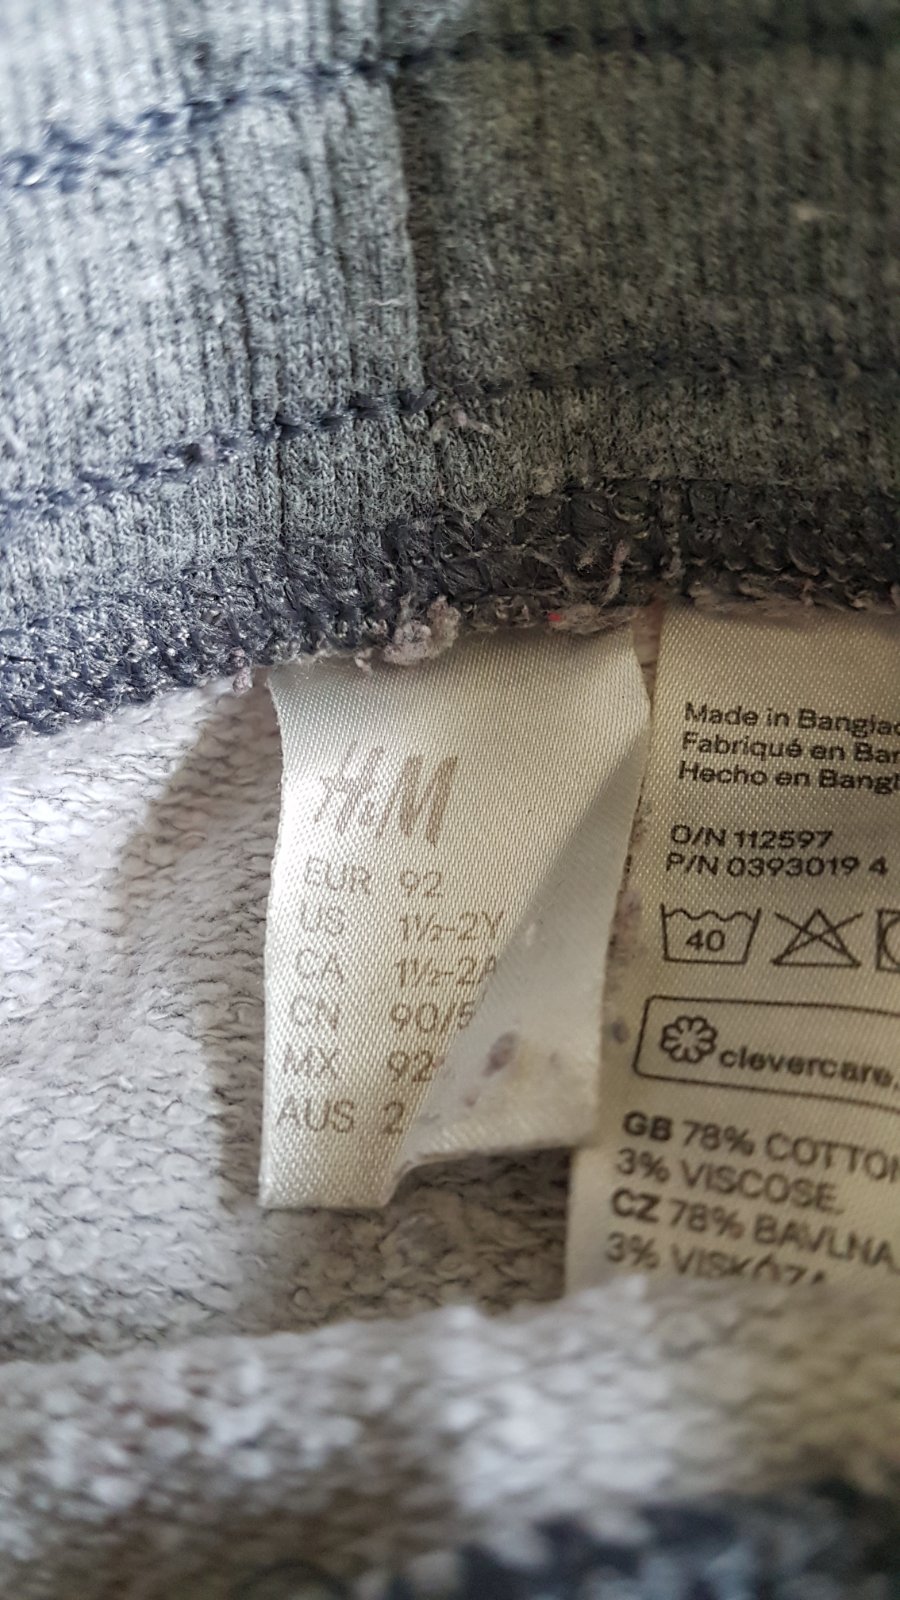 H&M
EUR 92
US 1½-2Y
CA 1½-2A
CN 90/5
MX 92
AUS 2
Made in Banglad
Fabriqué en Ban
Hecho en Bangl
O/N 112597
P/N 0393019 4
40
clevercare.
GB 78% COTTON
3% VISCOSE.
CZ 78% BAVLNA,
3% VISKÓZA